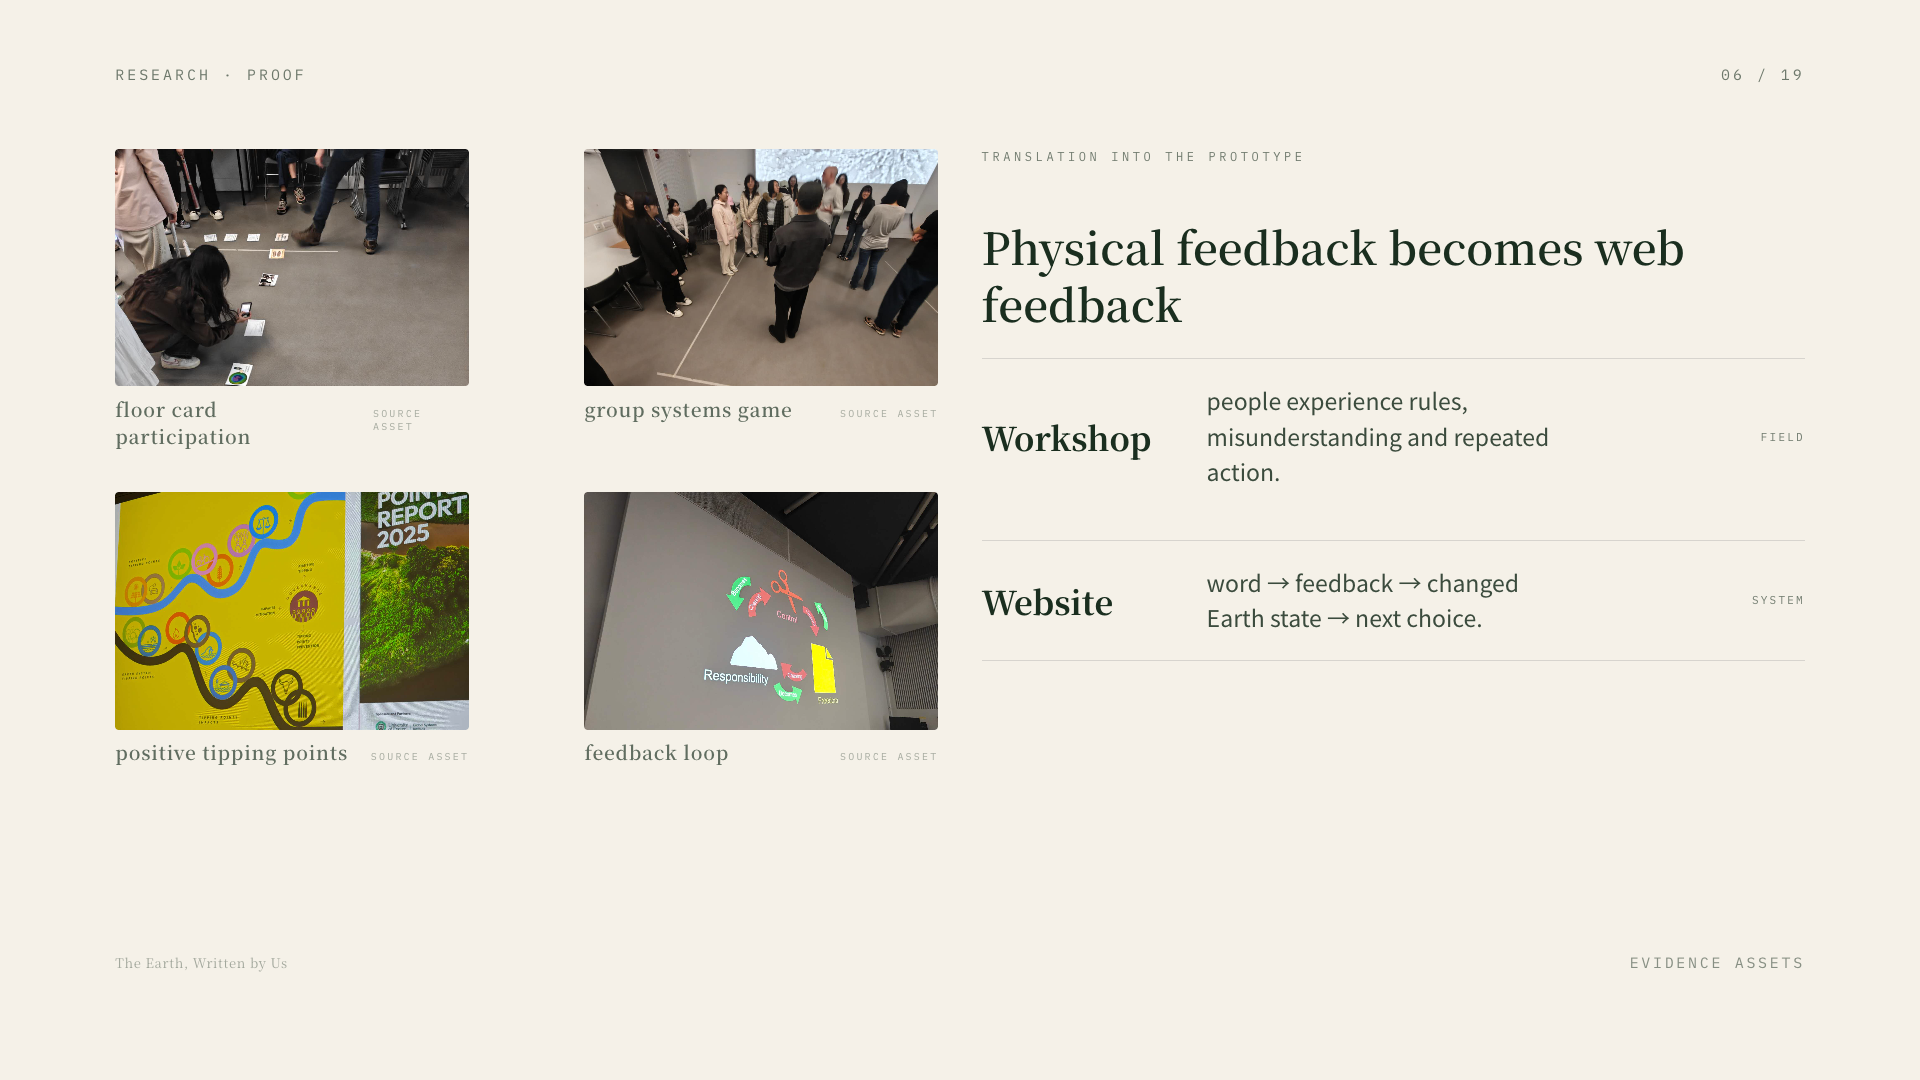 RESEARCH · PROOF
06 / 19
floor card
participation
SOURCE
ASSET
group systems game
SOURCE ASSET
POINTS
REPORT
2025
positive tipping points
SOURCE ASSET
Control
Responsibility
feedback loop
SOURCE ASSET
TRANSLATION INTO THE PROTOTYPE
Physical feedback becomes web
feedback
Workshop
people experience rules,
misunderstanding and repeated
action.
FIELD
Website
word → feedback → changed
Earth state → next choice.
SYSTEM
The Earth, Written by Us
EVIDENCE ASSETS